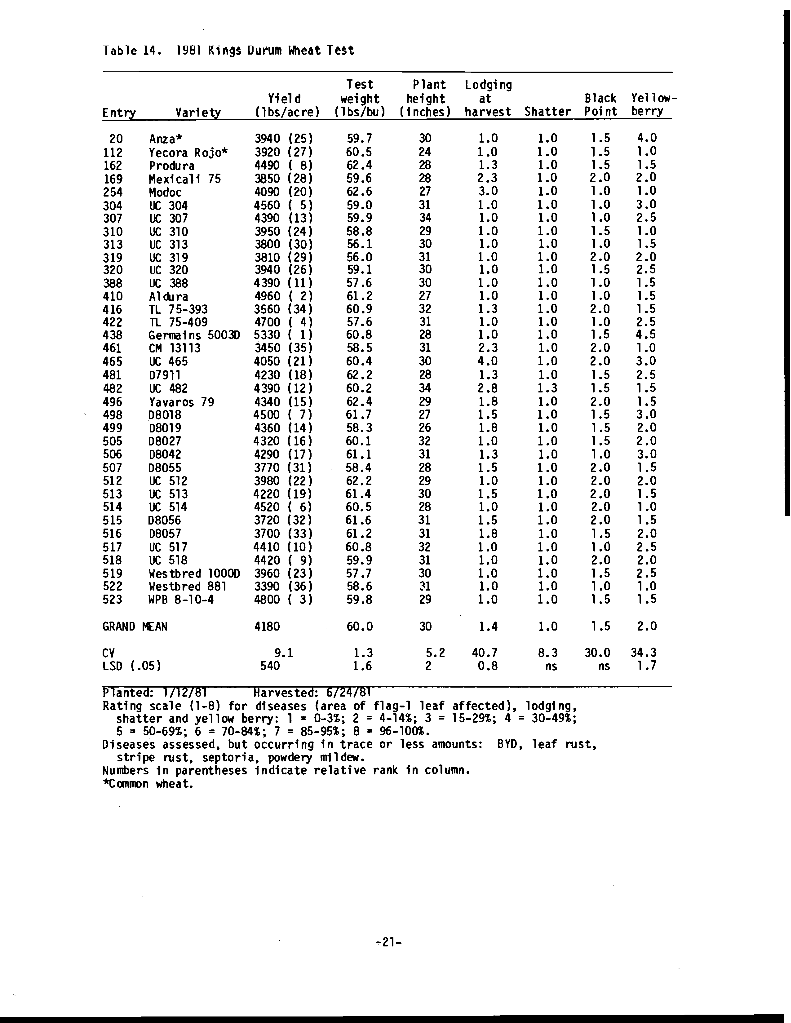 Table 14. 1981 Kings Durum Wheat Test
Test Plant Lodging
Yield weight height at Black Yellow-
Entry Variety (lbs/acre) (lbs/bu) (inches) harvest Shatter Point berry
20 Anza* 3940 (25) 59.7 30 1.0 1.0 1.5 4.0
112 Yecora Rojo* 3920 (27) 60.5 24 1.0 1.0 1.5 1.0
162 Produra 4490 ( 8) 62.4 28 1.3 1.0 1.5 1.5
169 Mexicali 75 3850 (28) 59.6 28 2.3 1.0 2.0 2.0
254 Modoc 4090 (20) 62.6 27 3.0 1.0 1.0 1.0
304 UC 304 4560 ( 5) 59.0 31 1.0 1.0 1.0 3.0
307 UC 307 4390 (13) 59.9 34 1.0 1.0 1.0 2.5
310 UC 310 3950 (24) 58.8 29 1.0 1.0 1.5 1.0
313 UC 313 3800 (30) 56.1 30 1.0 1.0 1.0 1.5
319 UC 319 3810 (29) 56.0 31 1.0 1.0 2.0 2.0
320 UC 320 3940 (26) 59.1 30 1.0 1.0 1.5 2.5
388 UC 388 4390 (11) 57.6 30 1.0 1.0 1.0 1.5
410 Aldura 4960 ( 2) 61.2 27 1.0 1.0 1.0 1.5
416 TL 75-393 3560 (34) 60.9 32 1.3 1.0 2.0 1.5
422 TL 75-409 4700 ( 4) 57.6 31 1.0 1.0 1.0 2.5
438 Germains 5003D 5330 ( 1) 60.8 28 1.0 1.0 1.5 4.5
461 CM 13113 3450 (35) 58.5 31 2.3 1.0 2.0 1.0
465 UC 465 4050 (21) 60.4 30 4.0 1.0 2.0 3.0
481 D7911 4230 (18) 62.2 28 1.3 1.0 1.5 2.5
482 UC 482 4390 (12) 60.2 34 2.8 1.3 1.5 1.5
496 Yavaros 79 4340 (15) 62.4 29 1.8 1.0 2.0 1.5
498 D8018 4500 ( 7) 61.7 27 1.5 1.0 1.5 3.0
499 D8019 4360 (14) 58.3 26 1.8 1.0 1.5 2.0
505 D8027 4320 (16) 60.1 32 1.0 1.0 1.5 2.0
506 D8042 4290 (17) 61.1 31 1.3 1.0 1.0 3.0
507 D8055 3770 (31) 58.4 28 1.5 1.0 2.0 1.5
512 UC 512 3980 (22) 62.2 29 1.0 1.0 2.0 2.0
513 UC 513 4220 (19) 61.4 30 1.5 1.0 2.0 1.5
514 UC 514 4520 ( 6) 60.5 28 1.0 1.0 2.0 1.0
515 D8056 3720 (32) 61.6 31 1.5 1.0 2.0 1.5
516 D8057 3700 (33) 61.2 31 1.8 1.0 1.5 2.0
517 UC 517 4410 (10) 60.8 32 1.0 1.0 1.0 2.5
518 UC 518 4420 ( 9) 59.9 31 1.0 1.0 2.0 2.0
519 Westbred 1000D 3960 (23) 57.7 30 1.0 1.0 1.5 2.5
522 Westbred 881 3390 (36) 58.6 31 1.0 1.0 1.0 1.0
523 WPB 8-10-4 4800 ( 3) 59.8 29 1.0 1.0 1.5 1.5
GRAND MEAN 4180 60.0 30 1.4 1.0 1.5 2.0
CV 9.1 1.3 5.2 40.7 8.3 30.0 34.3
LSD (.05) 540 1.6 2 0.8 ns ns 1.7
Planted: 1/12/81 Harvested: 6/24/81
Rating scale (1-8) for diseases (area of flag-1 leaf affected), lodging,
shatter and yellow berry: 1 = 0-3%; 2 = 4-14%; 3 = 15-29%; 4 = 30-49%;
5 = 50-69%; 6 = 70-84%; 7 = 85-95%; 8 = 96-100%.
Diseases assessed, but occurring in trace or less amounts: BYD, leaf rust,
stripe rust, septoria, powdery mildew.
Numbers in parentheses indicate relative rank in column.
*Common wheat.
-21-